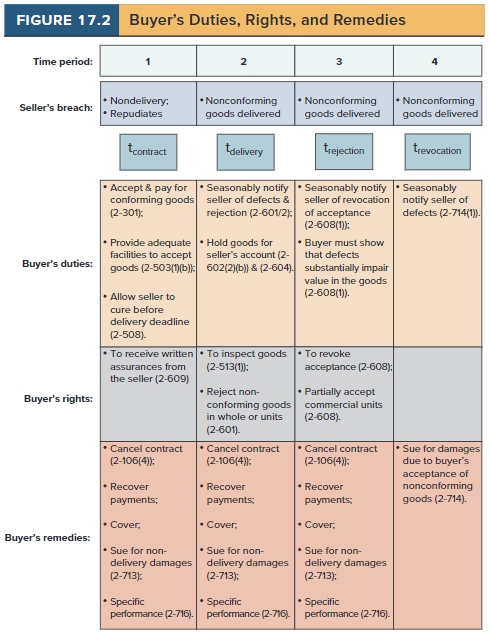 FIGURE 17.2 Buyer's Duties, Rights, and Remedies
Time period: 1 2 3 4
Seller's breach:
• Nondelivery;
• Repudiates
• Nonconforming
goods delivered
• Nonconforming
goods delivered
• Nonconforming
goods delivered
tcontract
tdelivery
trejection
trevocation
Buyer's duties:
• Accept & pay for
conforming goods
(2-301);
• Provide adequate
facilities to accept
goods (2-503(1)(b));
• Allow seller to
cure before
delivery deadline
(2-508).
• Seasonably notify
seller of defects &
rejection (2-601/2);
• Hold goods for
seller's account (2-
602(2)(b)) & (2-604).
• Seasonably notify
seller of revocation
of acceptance
(2-608(1));
• Buyer must show
that defects
substantially impair
value in the goods
(2-608(1)).
• Seasonably
notify seller of
defects (2-714(1)).
Buyer's rights:
• To receive written
assurances from
the seller (2-609)
• To inspect goods
(2-513(1));
• Reject non-
conforming goods
in whole or units
(2-601).
• To revoke
acceptance (2-608);
• Partially accept
commercial units
(2-608).
Buyer's remedies:
• Cancel contract
(2-106(4));
• Recover
payments;
• Cover;
• Sue for non-
delivery damages
(2-713);
• Specific
performance (2-716).
• Cancel contract
(2-106(4));
• Recover
payments;
• Cover;
• Sue for non-
delivery damages
(2-713);
• Specific
performance (2-716).
• Cancel contract
(2-106(4));
• Recover
payments;
• Cover;
• Sue for non-
delivery damages
(2-713);
• Specific
performance (2-716).
• Sue for damages
due to buyer's
acceptance of
nonconforming
goods (2-714).